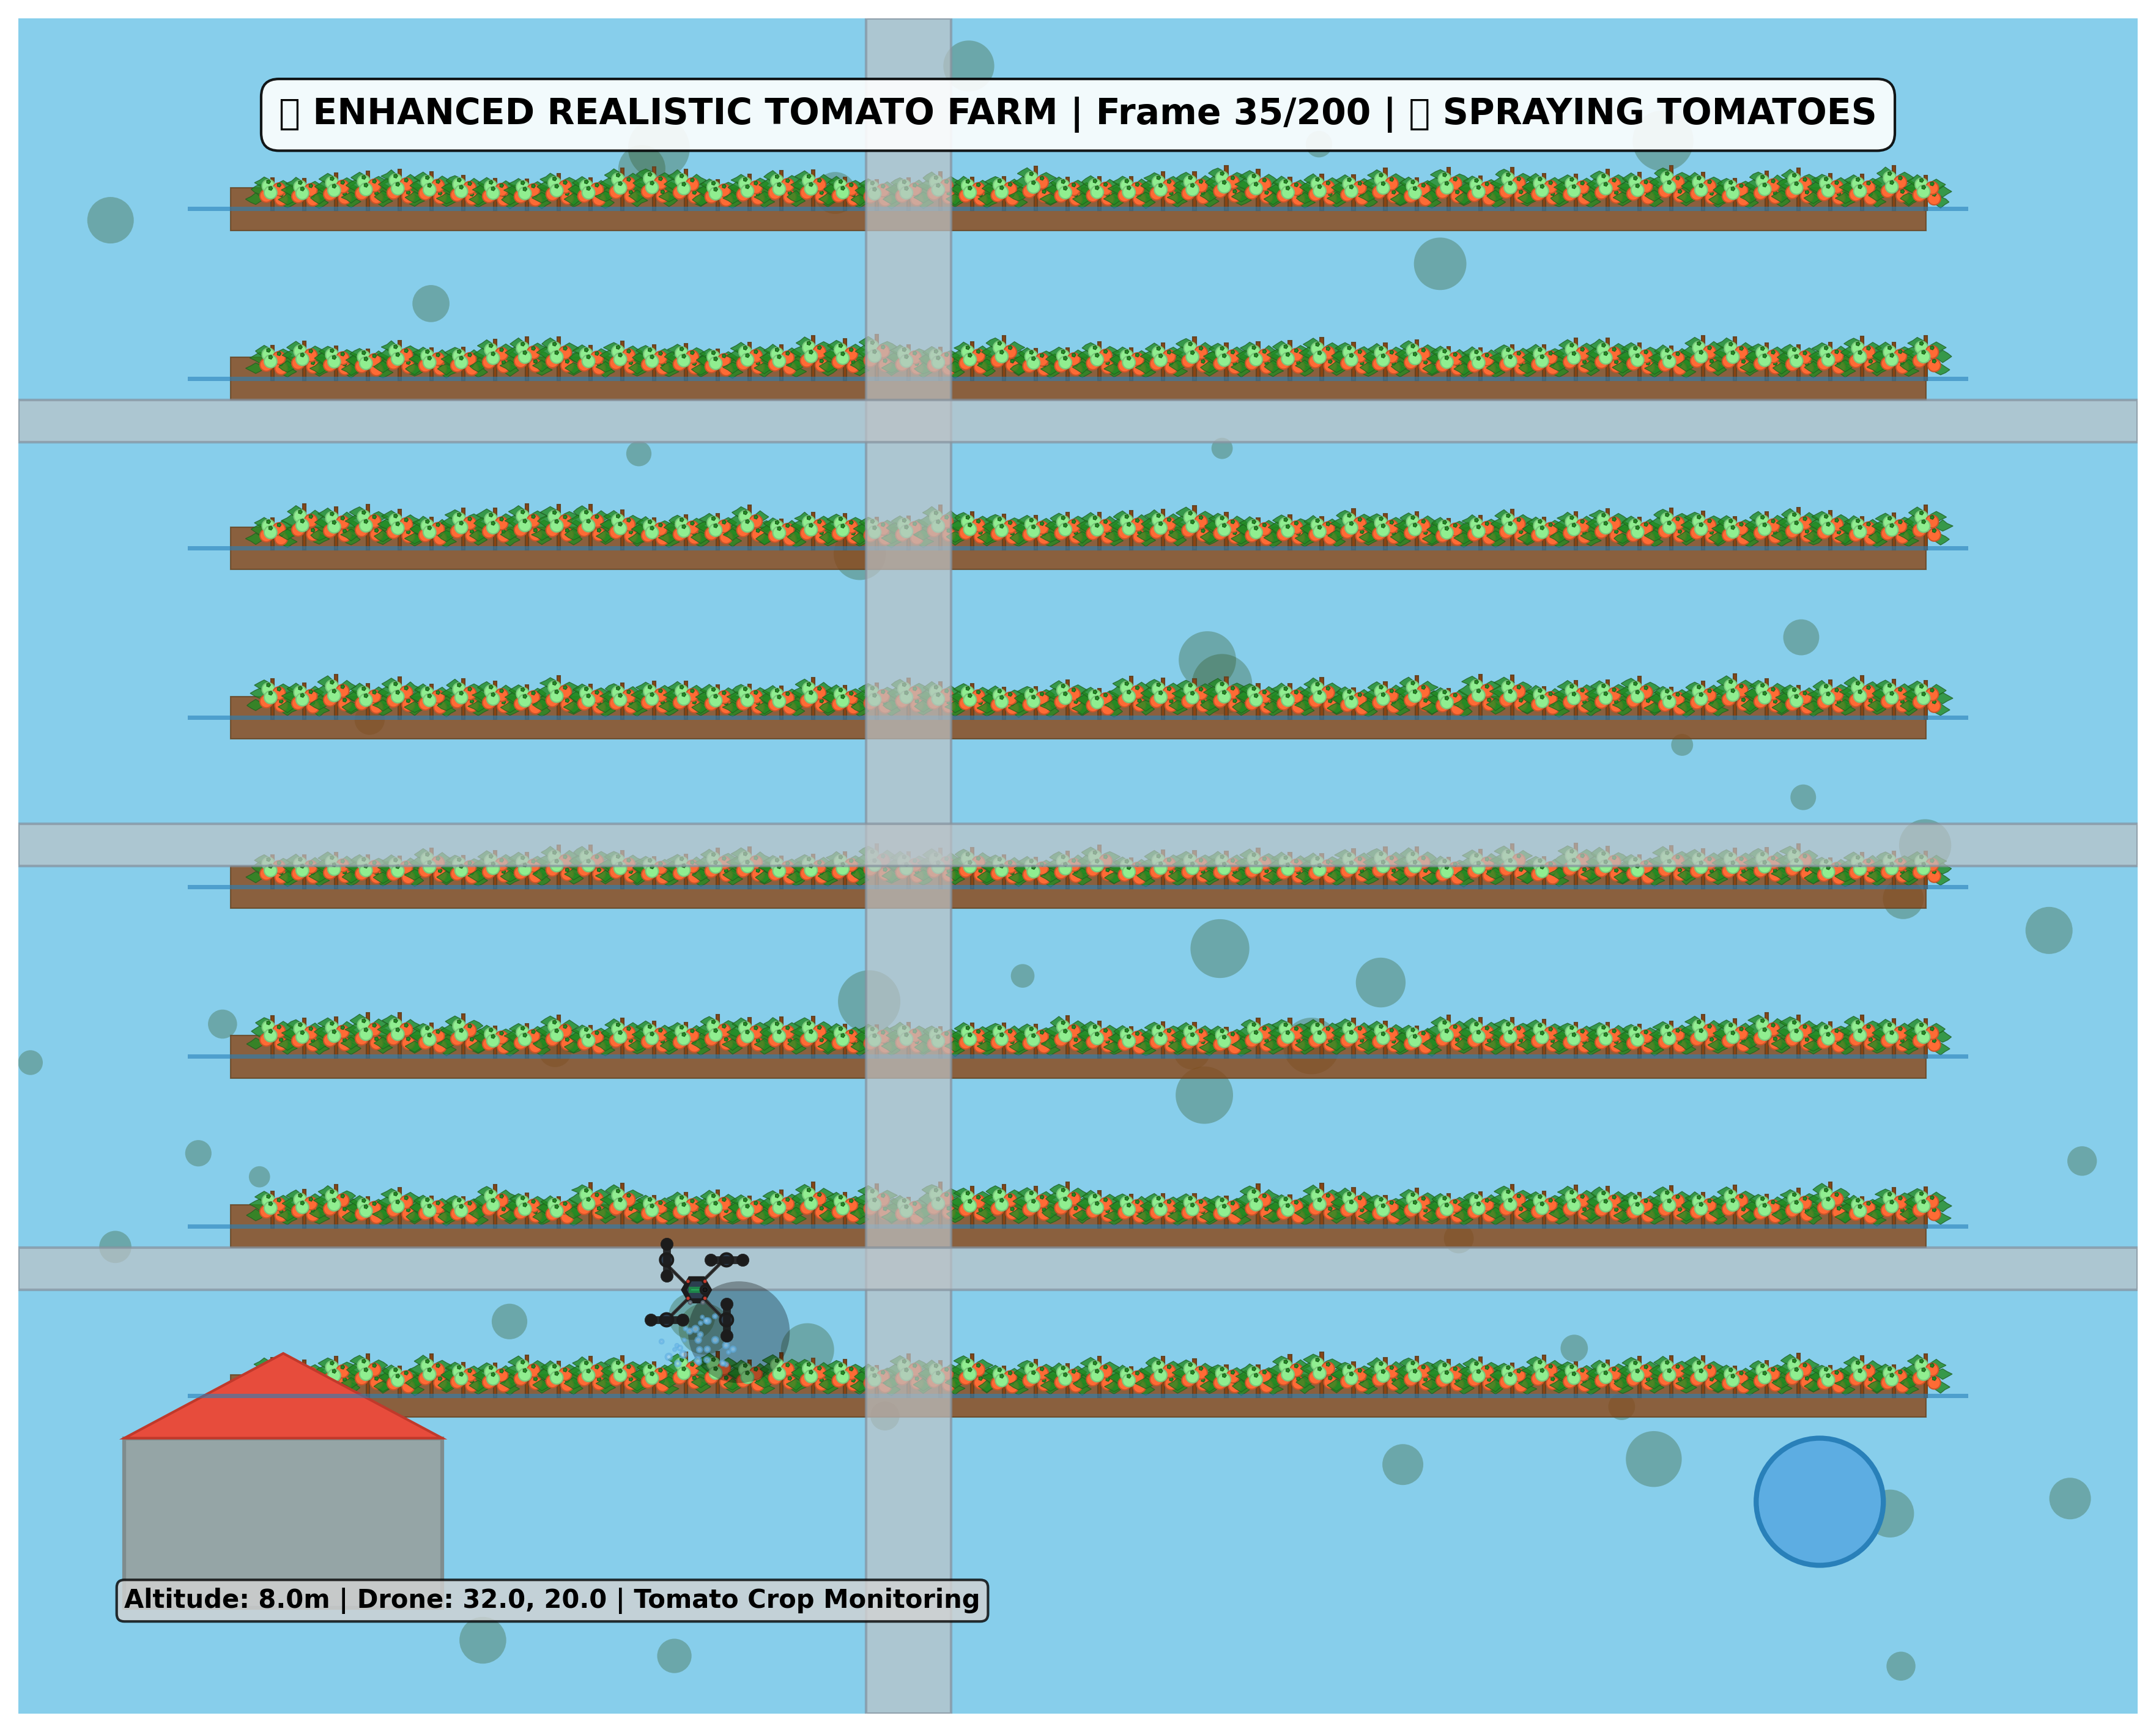 ▯ ENHANCED REALISTIC TOMATO FARM | Frame 35/200 | ▯ SPRAYING TOMATOES
Altitude: 8.0m | Drone: 32.0, 20.0 | Tomato Crop Monitoring